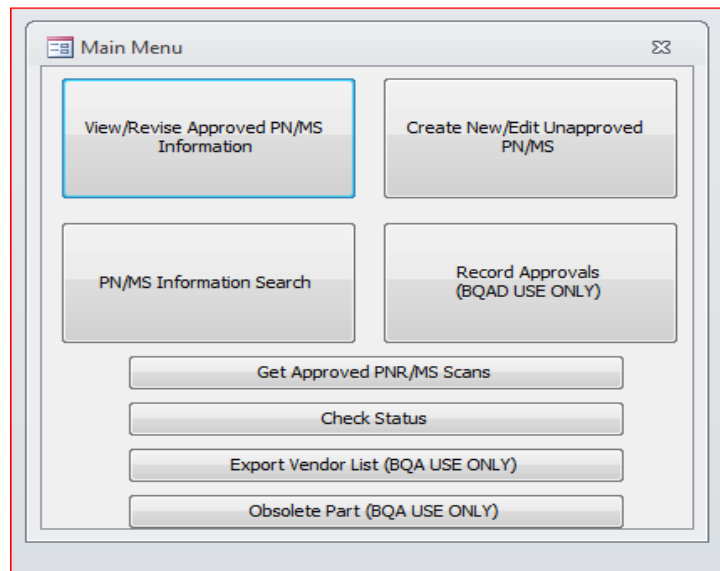 Main Menu
View/Revise Approved PN/MS
Information
Create New/Edit Unapproved
PN/MS
PN/MS Information Search
Record Approvals
(BQAD USE ONLY)
Get Approved PNR/MS Scans
Check Status
Export Vendor List (BQA USE ONLY)
Obsolete Part (BQA USE ONLY)